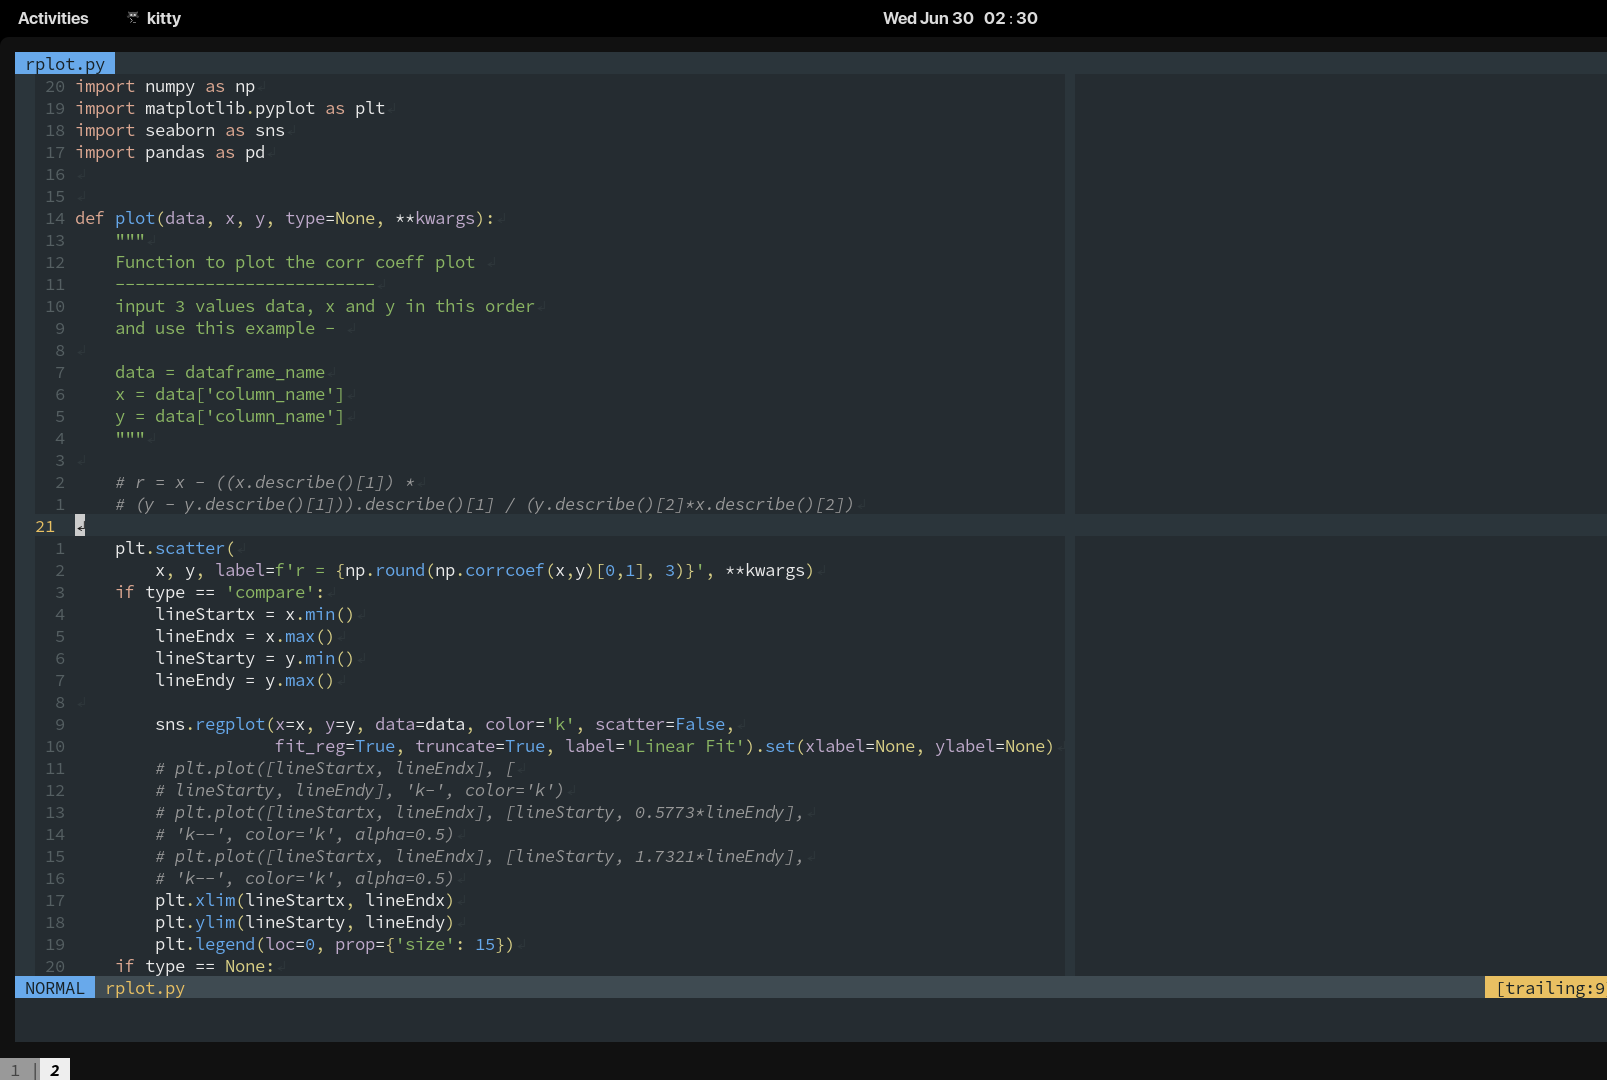 Activities kitty Wed Jun 30 02:30
rplot.py
20 import numpy as np
19 import matplotlib.pyplot as plt
18 import seaborn as sns
17 import pandas as pd
16
15
14 def plot(data, x, y, type=None, **kwargs):
13     """
12     Function to plot the corr coeff plot
11     --------------------------
10     input 3 values data, x and y in this order
9     and use this example -
8
7     data = dataframe_name
6     x = data['column_name']
5     y = data['column_name']
4     """
3
2     # r = x - ((x.describe()[1]) *
1     # (y - y.describe()[1])).describe()[1] / (y.describe()[2]*x.describe()[2])
21
1     plt.scatter(
2         x, y, label=f'r = {np.round(np.corrcoef(x,y)[0,1], 3)}', **kwargs)
3     if type == 'compare':
4         lineStartx = x.min()
5         lineEndx = x.max()
6         lineStarty = y.min()
7         lineEndy = y.max()
8
9         sns.regplot(x=x, y=y, data=data, color='k', scatter=False,
10                     fit_reg=True, truncate=True, label='Linear Fit').set(xlabel=None, ylabel=None)
11         # plt.plot([lineStartx, lineEndx], [
12         # lineStarty, lineEndy], 'k-', color='k')
13         # plt.plot([lineStartx, lineEndx], [lineStarty, 0.5773*lineEndy],
14         # 'k--', color='k', alpha=0.5)
15         # plt.plot([lineStartx, lineEndx], [lineStarty, 1.7321*lineEndy],
16         # 'k--', color='k', alpha=0.5)
17         plt.xlim(lineStartx, lineEndx)
18         plt.ylim(lineStarty, lineEndy)
19         plt.legend(loc=0, prop={'size': 15})
20     if type == None:
NORMAL rplot.py [trailing:9
1 | 2